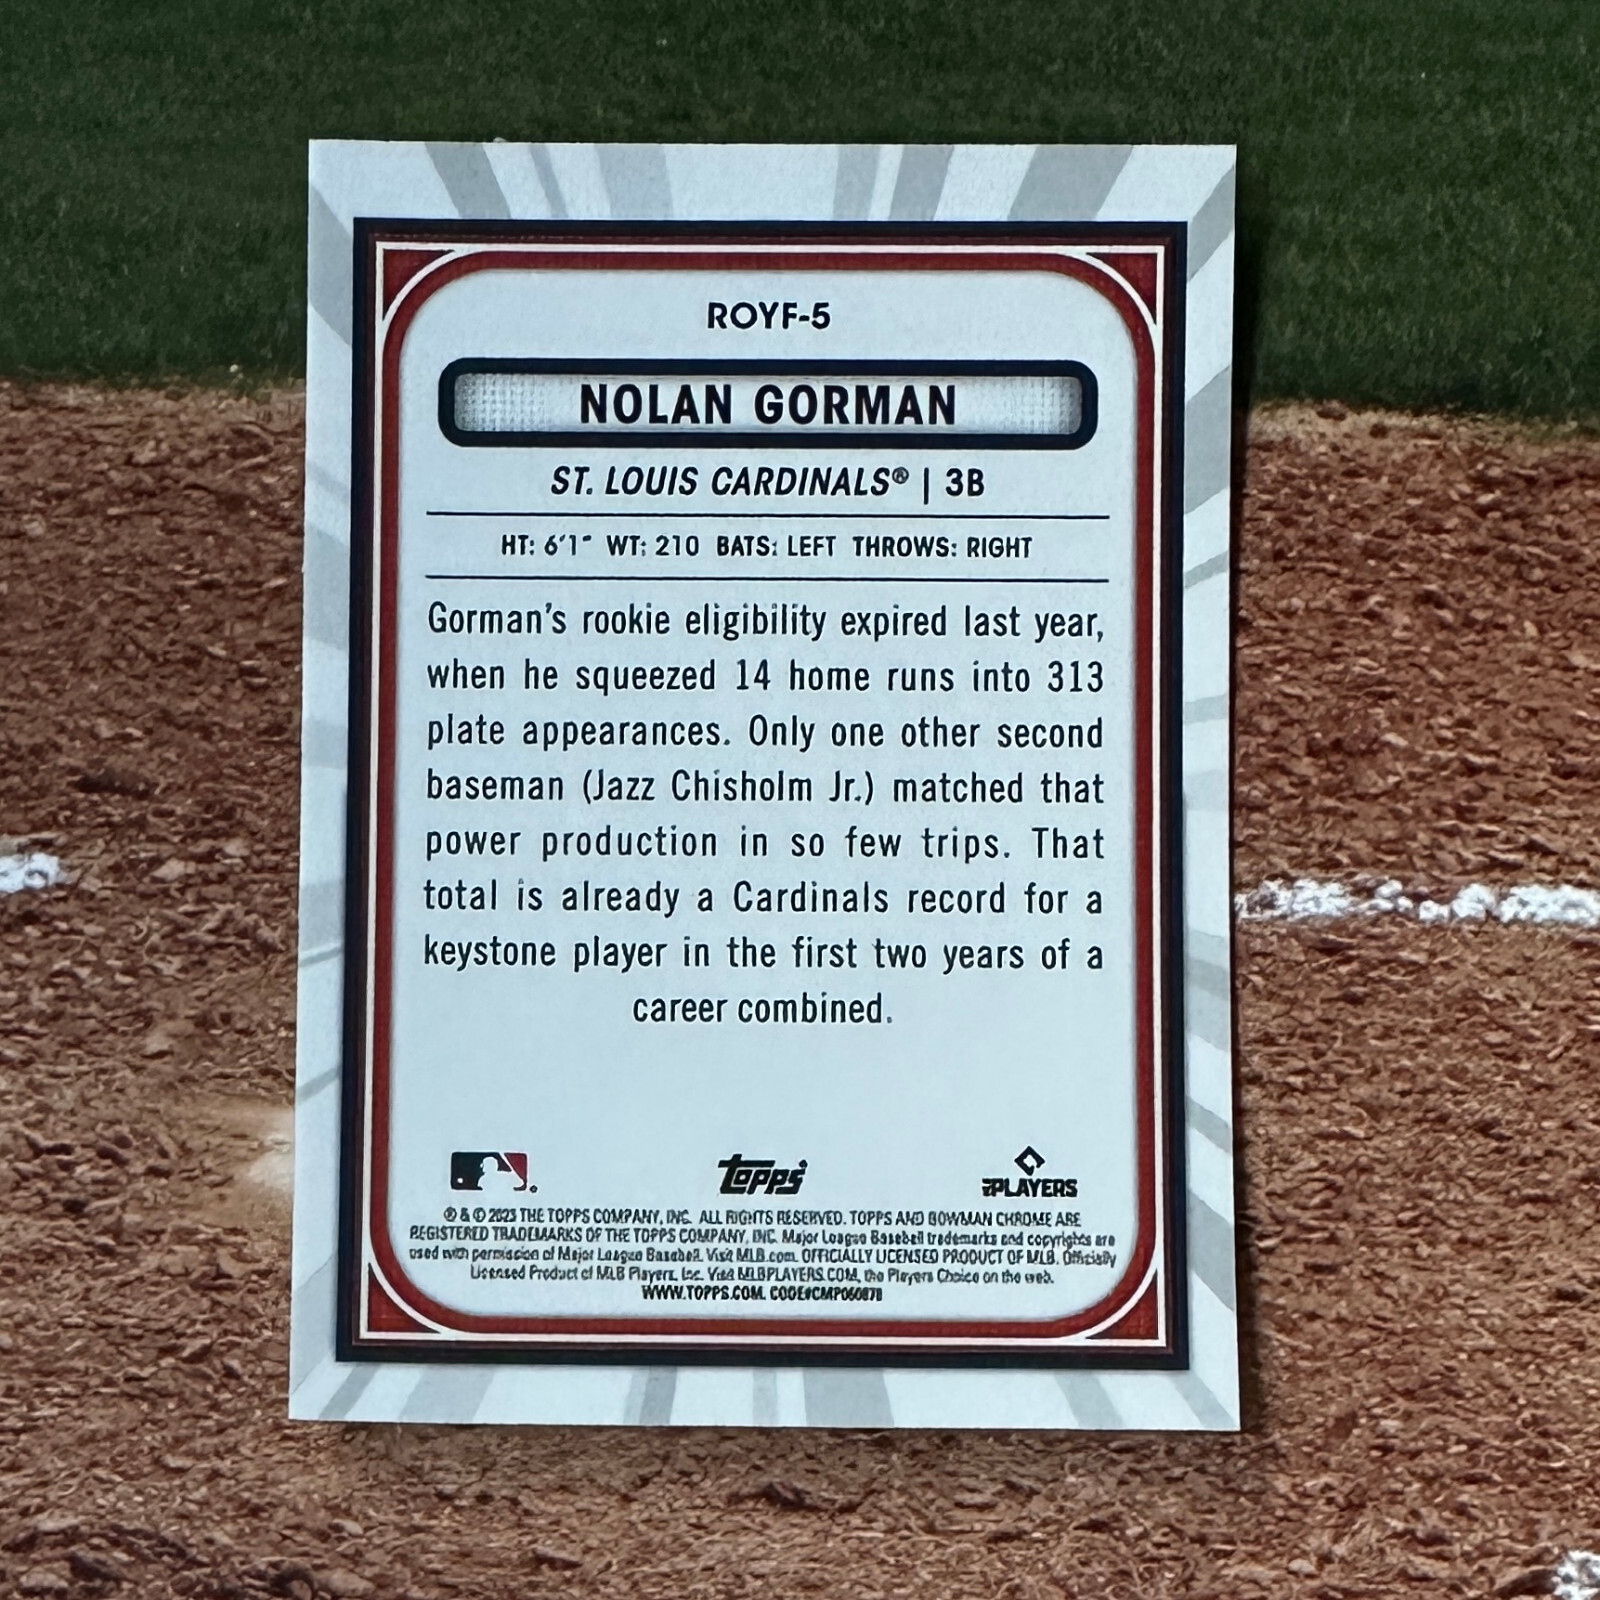 ROYF-5
NOLAN GORMAN
ST. LOUIS CARDINALS® | 3B
HT: 6'1" WT: 210 BATS: LEFT THROWS: RIGHT
Gorman's rookie eligibility expired last year,
when he squeezed 14 home runs into 313
plate appearances. Only one other second
baseman (Jazz Chisholm Jr.) matched that
power production in so few trips. That
total is already a Cardinals record for a
keystone player in the first two years of a
career combined.
Topps
PLAYERS
® & © 2023 THE TOPPS COMPANY, INC. ALL RIGHTS RESERVED. TOPPS AND BOWMAN CHROME ARE
REGISTERED TRADEMARKS OF THE TOPPS COMPANY, INC. Major League Baseball trademarks and copyrights are
used with permission of Major League Baseball. Visit MLB.com. OFFICIALLY LICENSED PRODUCT OF MLB. Officially
Licensed Product of MLB Players, Inc. Visit MLBPLAYERS.COM, the Players Choice on the web.
WWW.TOPPS.COM. CODE#CMP060878